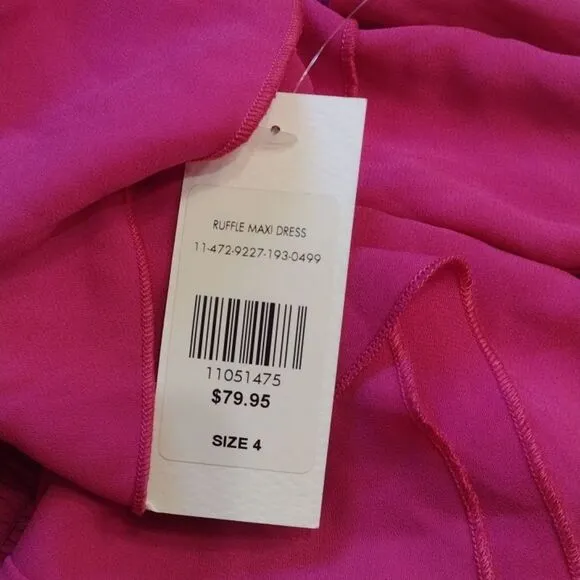 RUFFLE MAXI DRESS
11-472-9227-193-0499
11051475
$79.95
SIZE 4